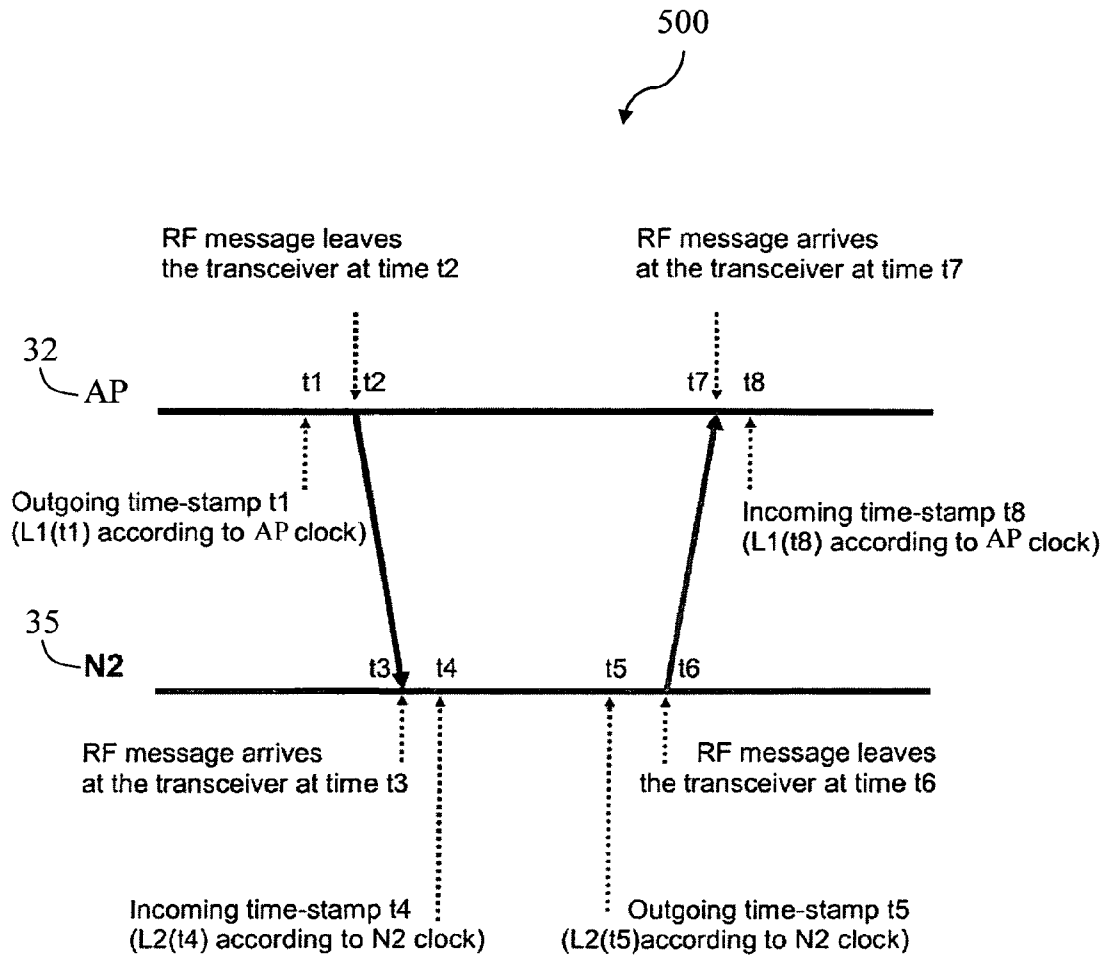 500
RF message leaves
the transceiver at time t2
RF message arrives
at the transceiver at time t7
32
AP
t1 t2 t7 t8
Outgoing time-stamp t1
(L1(t1) according to AP clock)
Incoming time-stamp t8
(L1(t8) according to AP clock)
35
N2
t3 t4 t5 t6
RF message arrives
at the transceiver at time t3
RF message leaves
the transceiver at time t6
Incoming time-stamp t4
(L2(t4) according to N2 clock)
Outgoing time-stamp t5
(L2(t5)according to N2 clock)